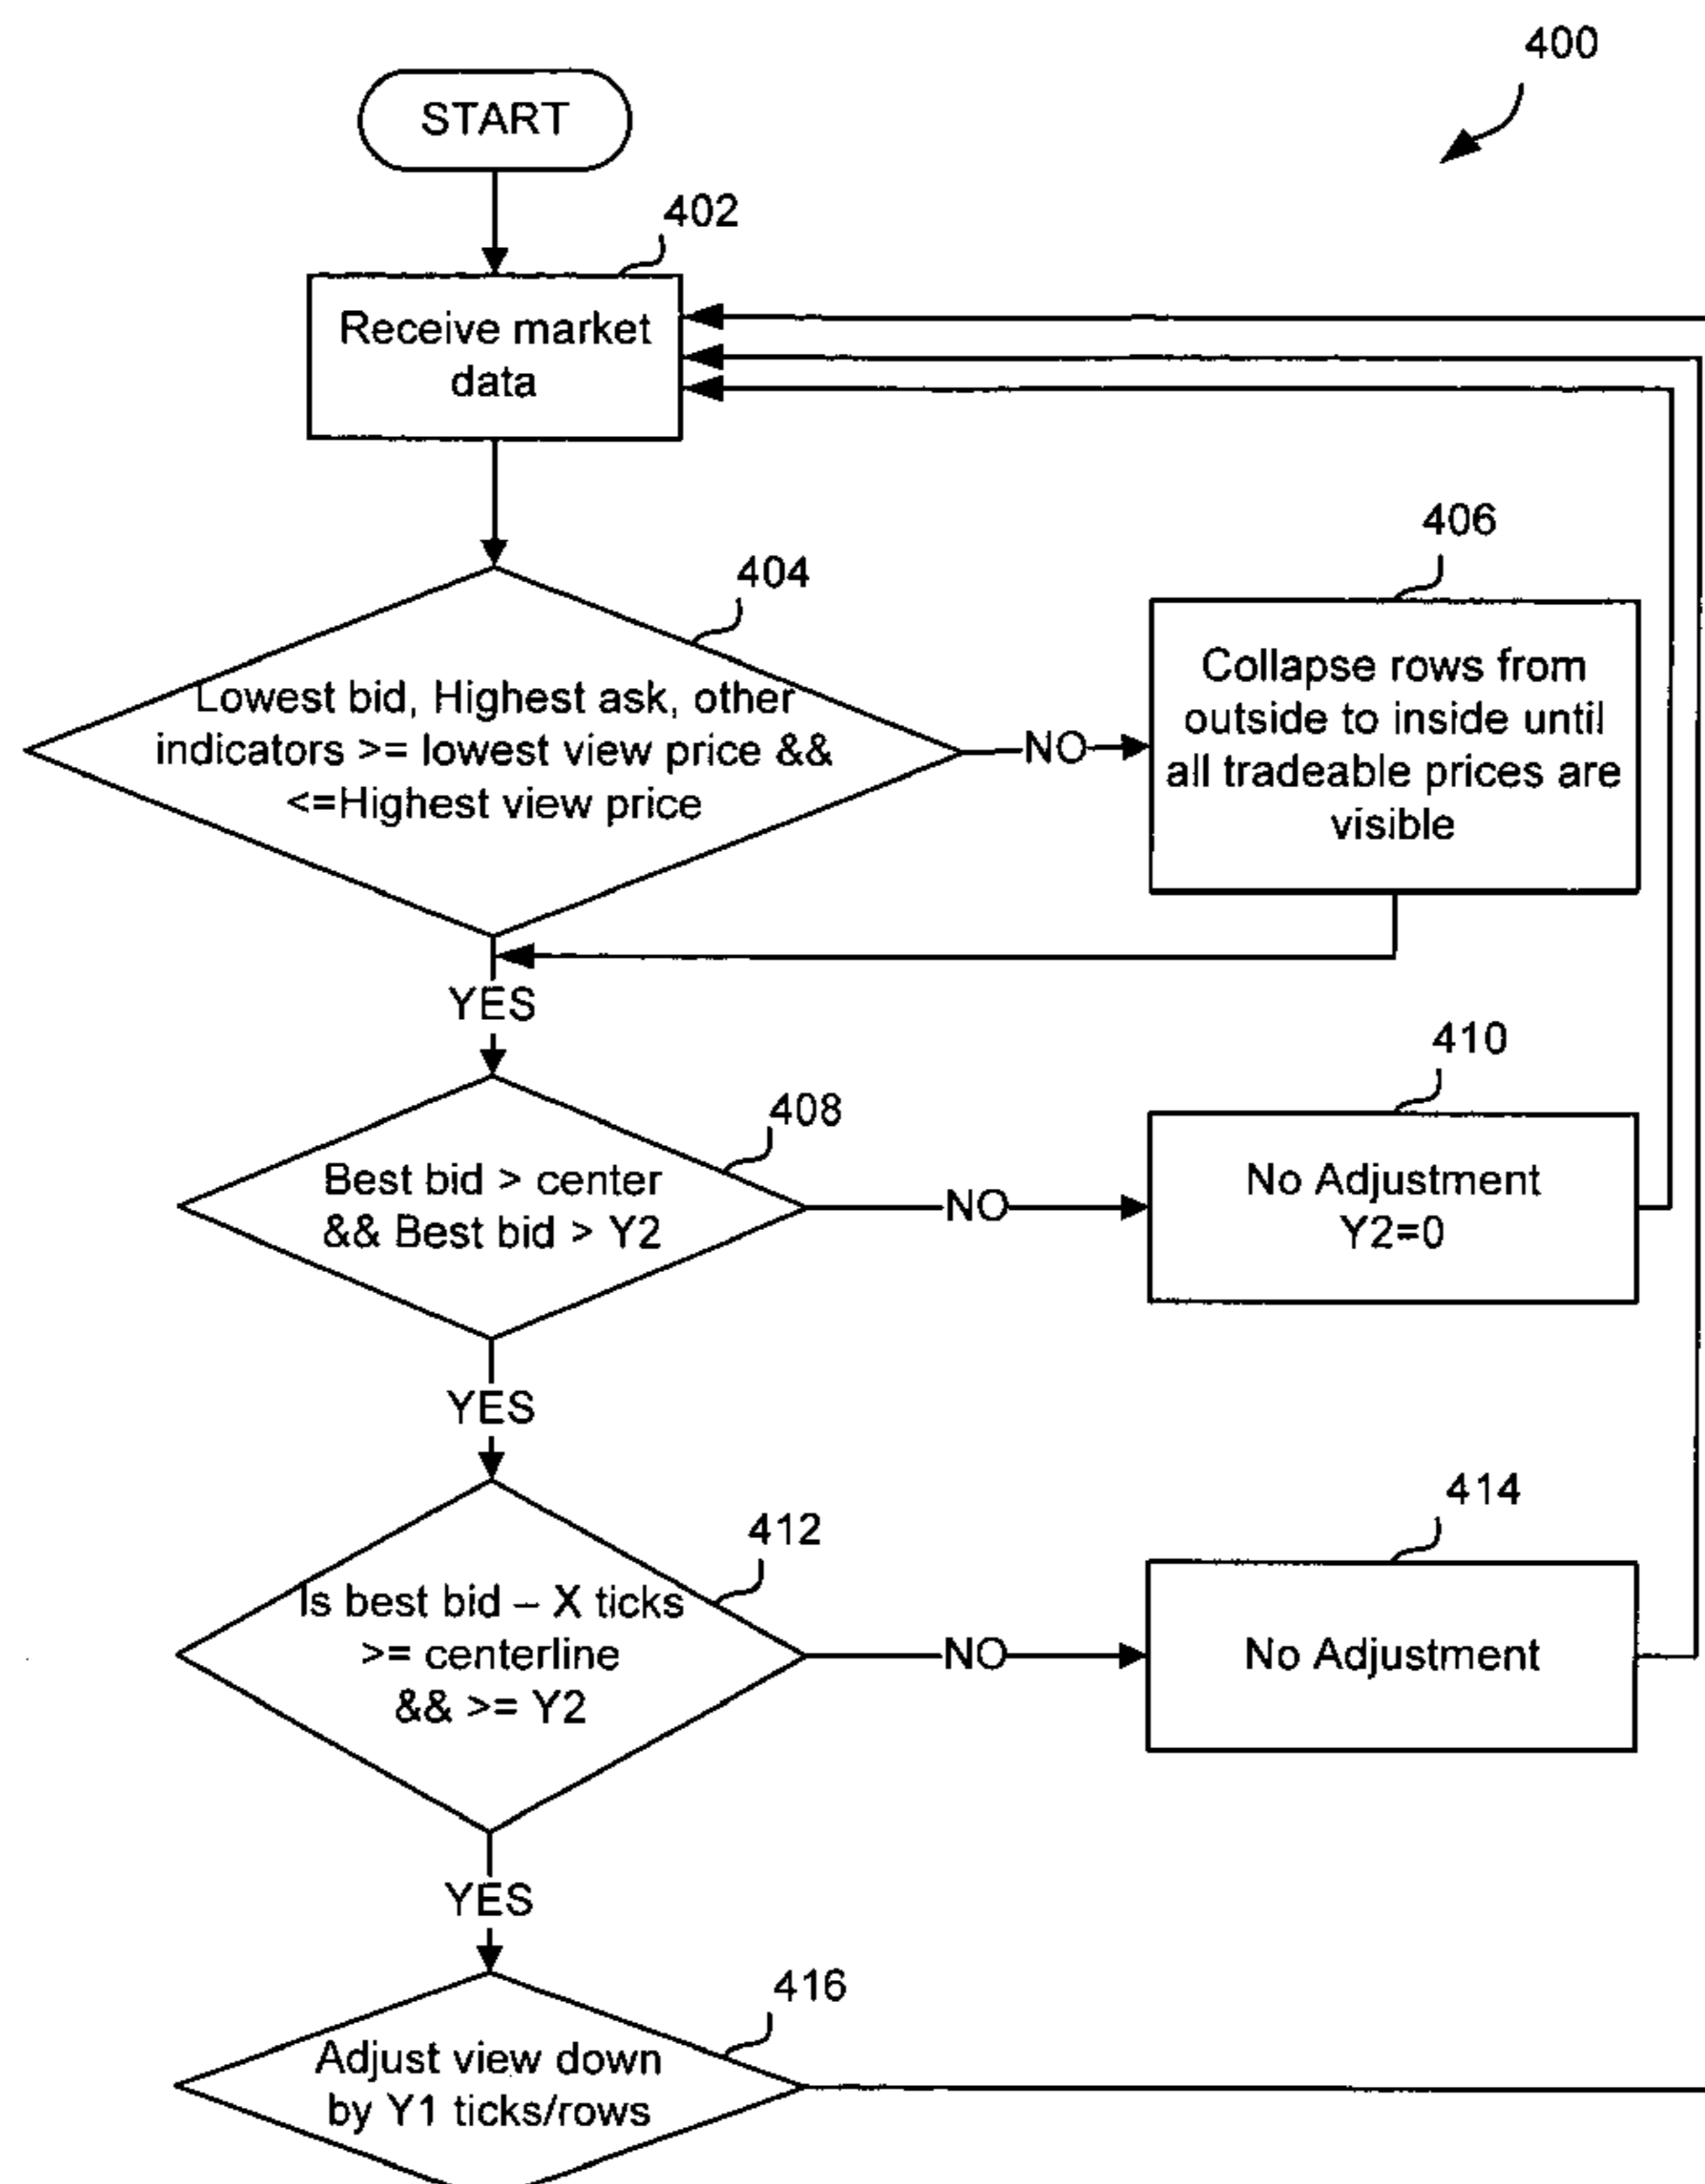 400
START
402
Receive market
data
404
Lowest bid, Highest ask, other
indicators >= lowest view price &&
<=Highest view price
NO
406
Collapse rows from
outside to inside until
all tradeable prices are
visible
YES
408
Best bid > center
&& Best bid > Y2
NO
410
No Adjustment
Y2=0
YES
412
Is best bid – X ticks
>= centerline
&& >= Y2
NO
414
No Adjustment
YES
416
Adjust view down
by Y1 ticks/rows